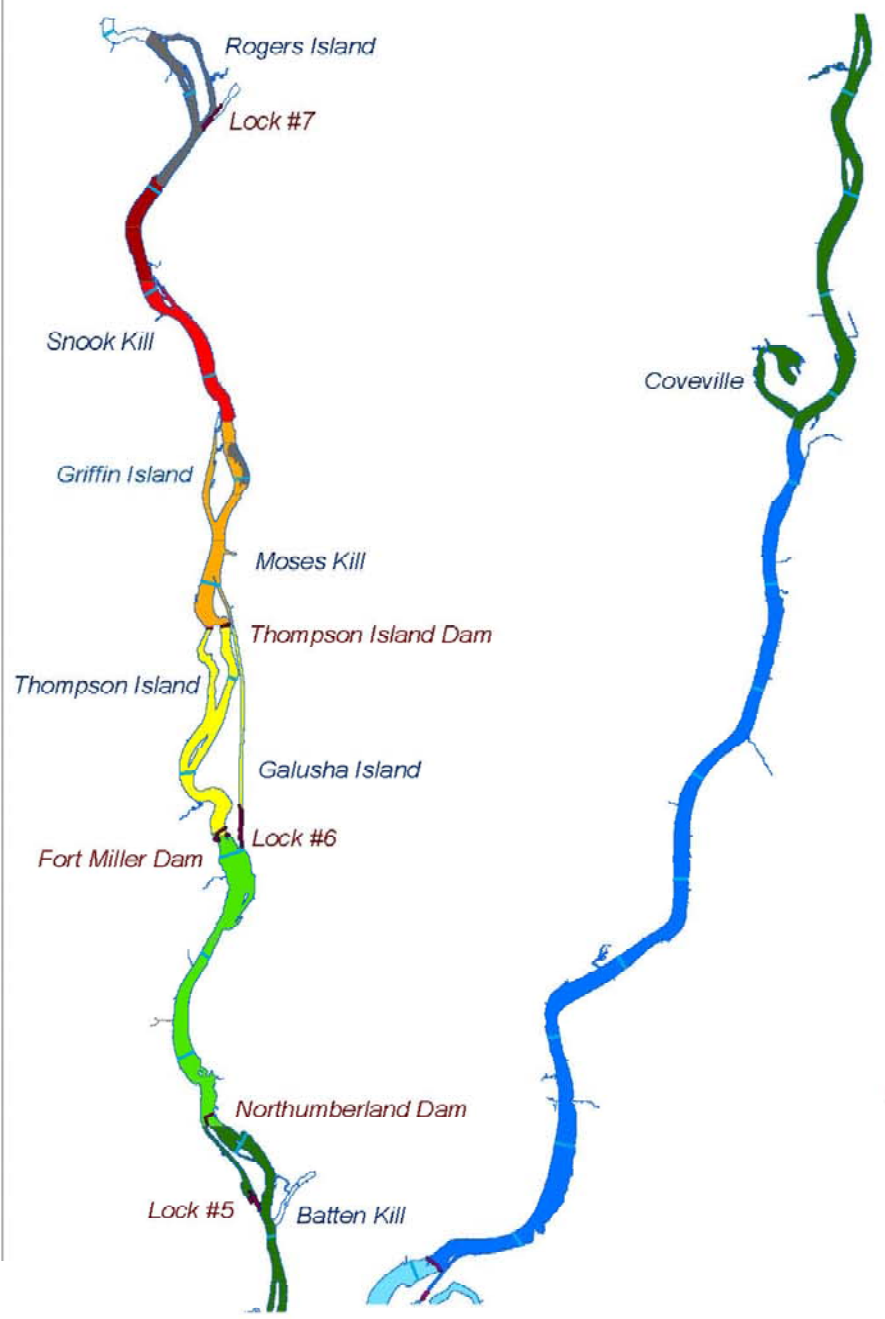 Rogers Island
Lock #7
Snook Kill
Coveville
Griffin Island
Moses Kill
Thompson Island Dam
Thompson Island
Galusha Island
Lock #6
Fort Miller Dam
Northumberland Dam
Lock #5
Batten Kill